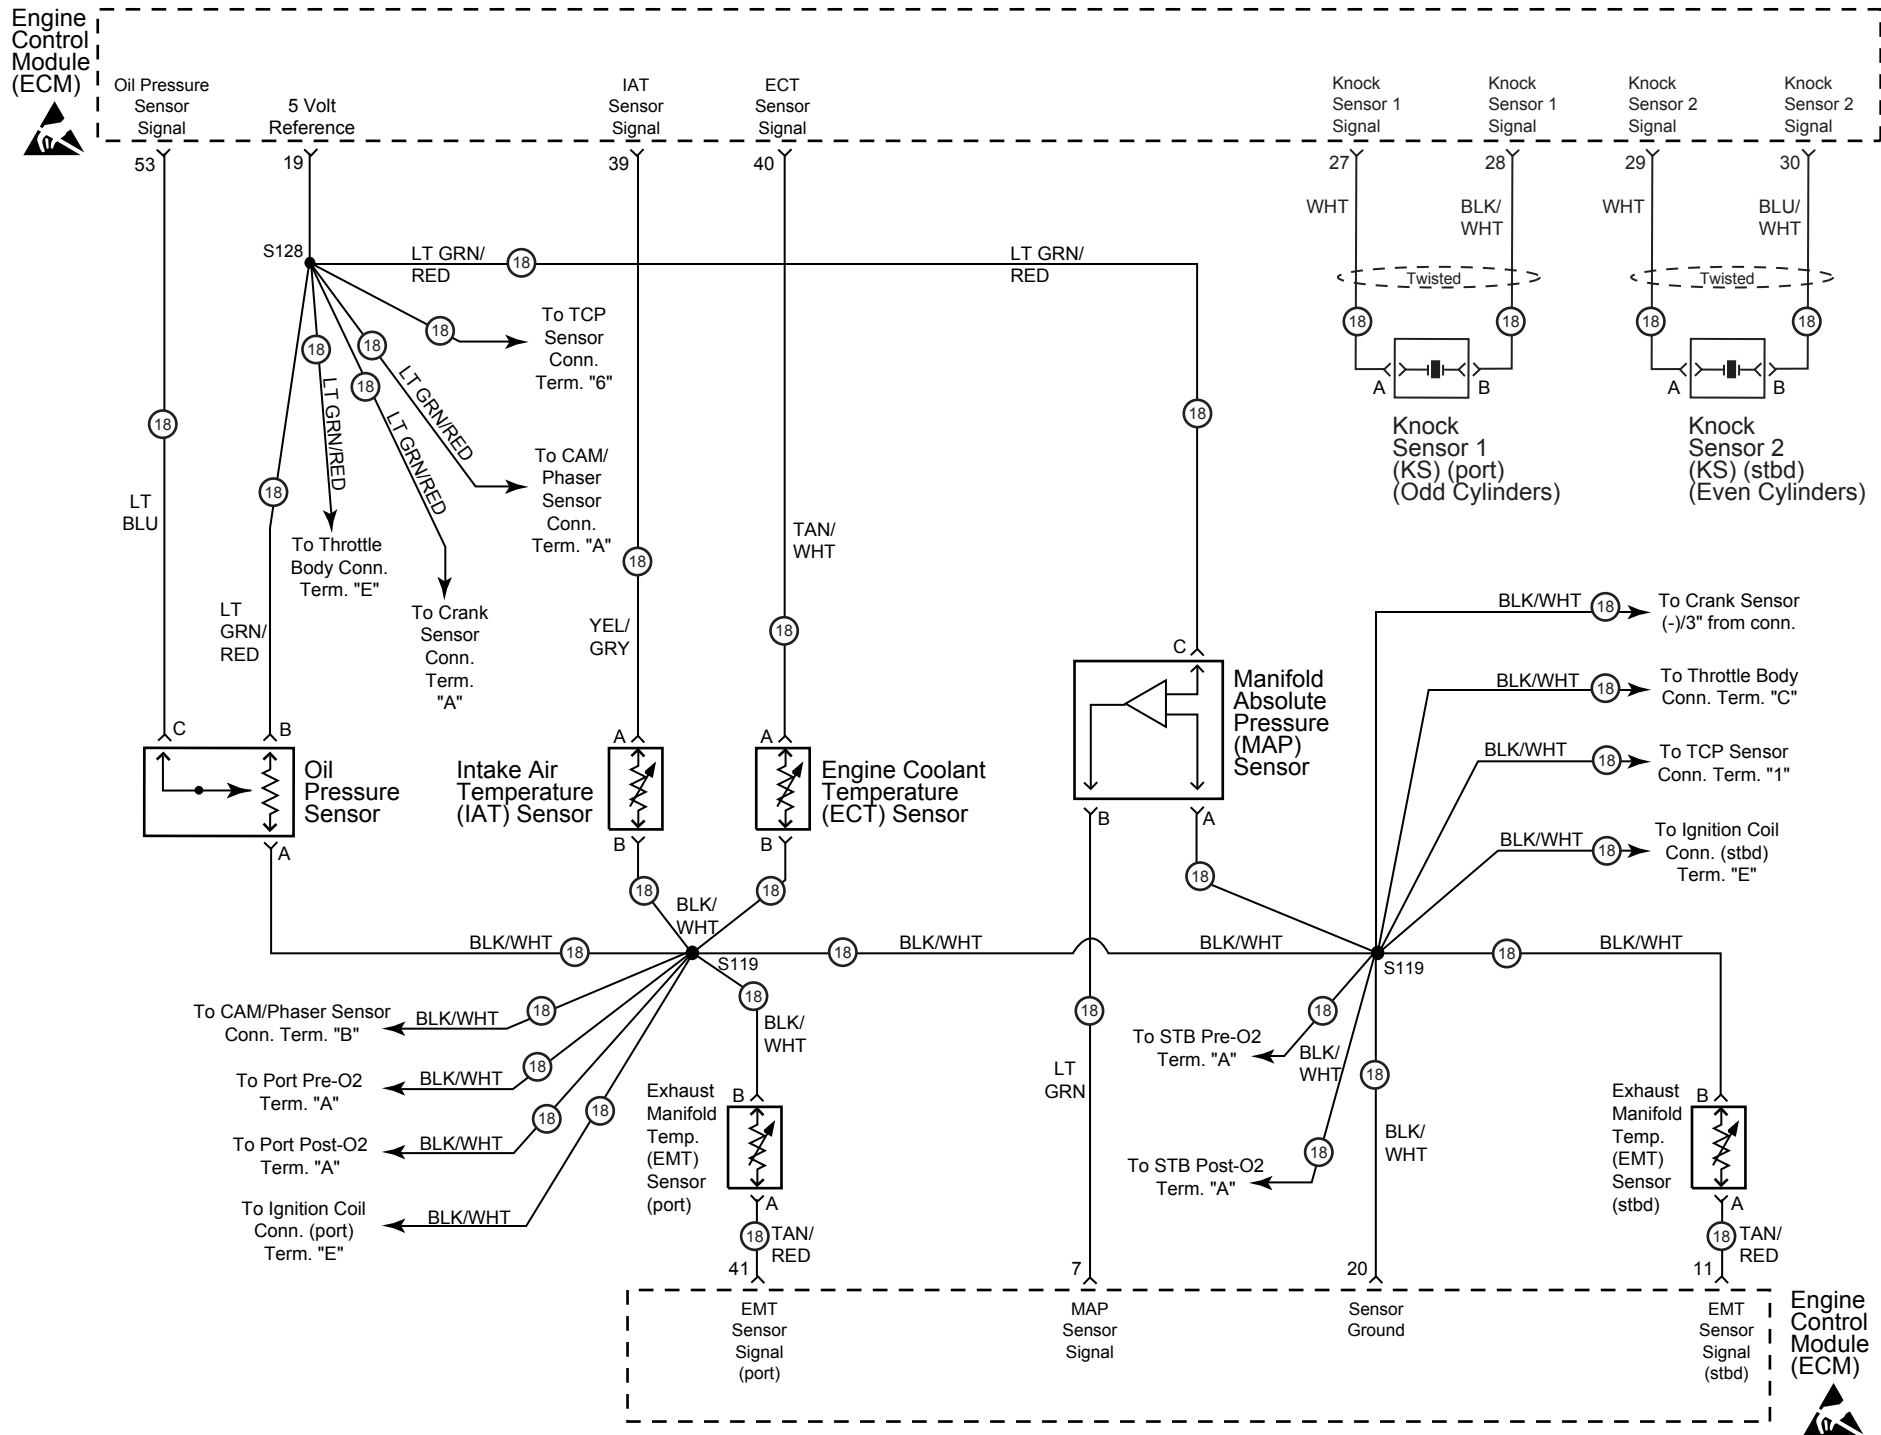 Engine
Control
Module
(ECM)
Oil Pressure
Sensor
Signal
5 Volt
Reference
IAT
Sensor
Signal
ECT
Sensor
Signal
Knock
Sensor 1
Signal
Knock
Sensor 1
Signal
Knock
Sensor 2
Signal
Knock
Sensor 2
Signal
53
19
39
40
27
28
29
30
WHT
BLK/
WHT
WHT
BLU/
WHT
S128
LT GRN/
RED
18
LT GRN/
RED
Twisted
Twisted
18
18
18
18
A
B
A
B
Knock
Sensor 1
(KS) (port)
(Odd Cylinders)
Knock
Sensor 2
(KS) (stbd)
(Even Cylinders)
18
To TCP
Sensor
Conn.
Term. "6"
18
18
18
LT GRN/RED
LT GRN/RED
LT GRN/RED
18
18
18
To CAM/
Phaser
Sensor
Conn.
Term. "A"
LT
BLU
To Throttle
Body Conn.
Term. "E"
TAN/
WHT
18
To Crank
Sensor
Conn.
Term.
"A"
LT
GRN/
RED
YEL/
GRY
18
BLK/WHT
18
To Crank Sensor
(-)/3" from conn.
BLK/WHT
18
To Throttle Body
Conn. Term. "C"
BLK/WHT
18
To TCP Sensor
Conn. Term. "1"
BLK/WHT
18
To Ignition Coil
Conn. (stbd)
Term. "E"
C
B
A
A
C
Oil
Pressure
Sensor
Intake Air
Temperature
(IAT) Sensor
Engine Coolant
Temperature
(ECT) Sensor
Manifold
Absolute
Pressure
(MAP)
Sensor
A
B
B
B
A
18
18
18
BLK/
WHT
BLK/WHT
18
18
BLK/WHT
BLK/WHT
18
BLK/WHT
S119
S119
18
BLK/
WHT
To CAM/Phaser Sensor
Conn. Term. "B"
BLK/WHT
18
To Port Pre-O2
Term. "A"
BLK/WHT
18
To Port Post-O2
Term. "A"
BLK/WHT
18
To Ignition Coil
Conn. (port)
Term. "E"
BLK/WHT
18
Exhaust
Manifold
Temp.
(EMT)
Sensor
(port)
B
A
18
TAN/
RED
18
LT
GRN
To STB Pre-O2
Term. "A"
18
BLK/
WHT
To STB Post-O2
Term. "A"
18
18
BLK/
WHT
Exhaust
Manifold
Temp.
(EMT)
Sensor
(stbd)
B
A
18
TAN/
RED
41
7
20
11
EMT
Sensor
Signal
(port)
MAP
Sensor
Signal
Sensor
Ground
EMT
Sensor
Signal
(stbd)
Engine
Control
Module
(ECM)